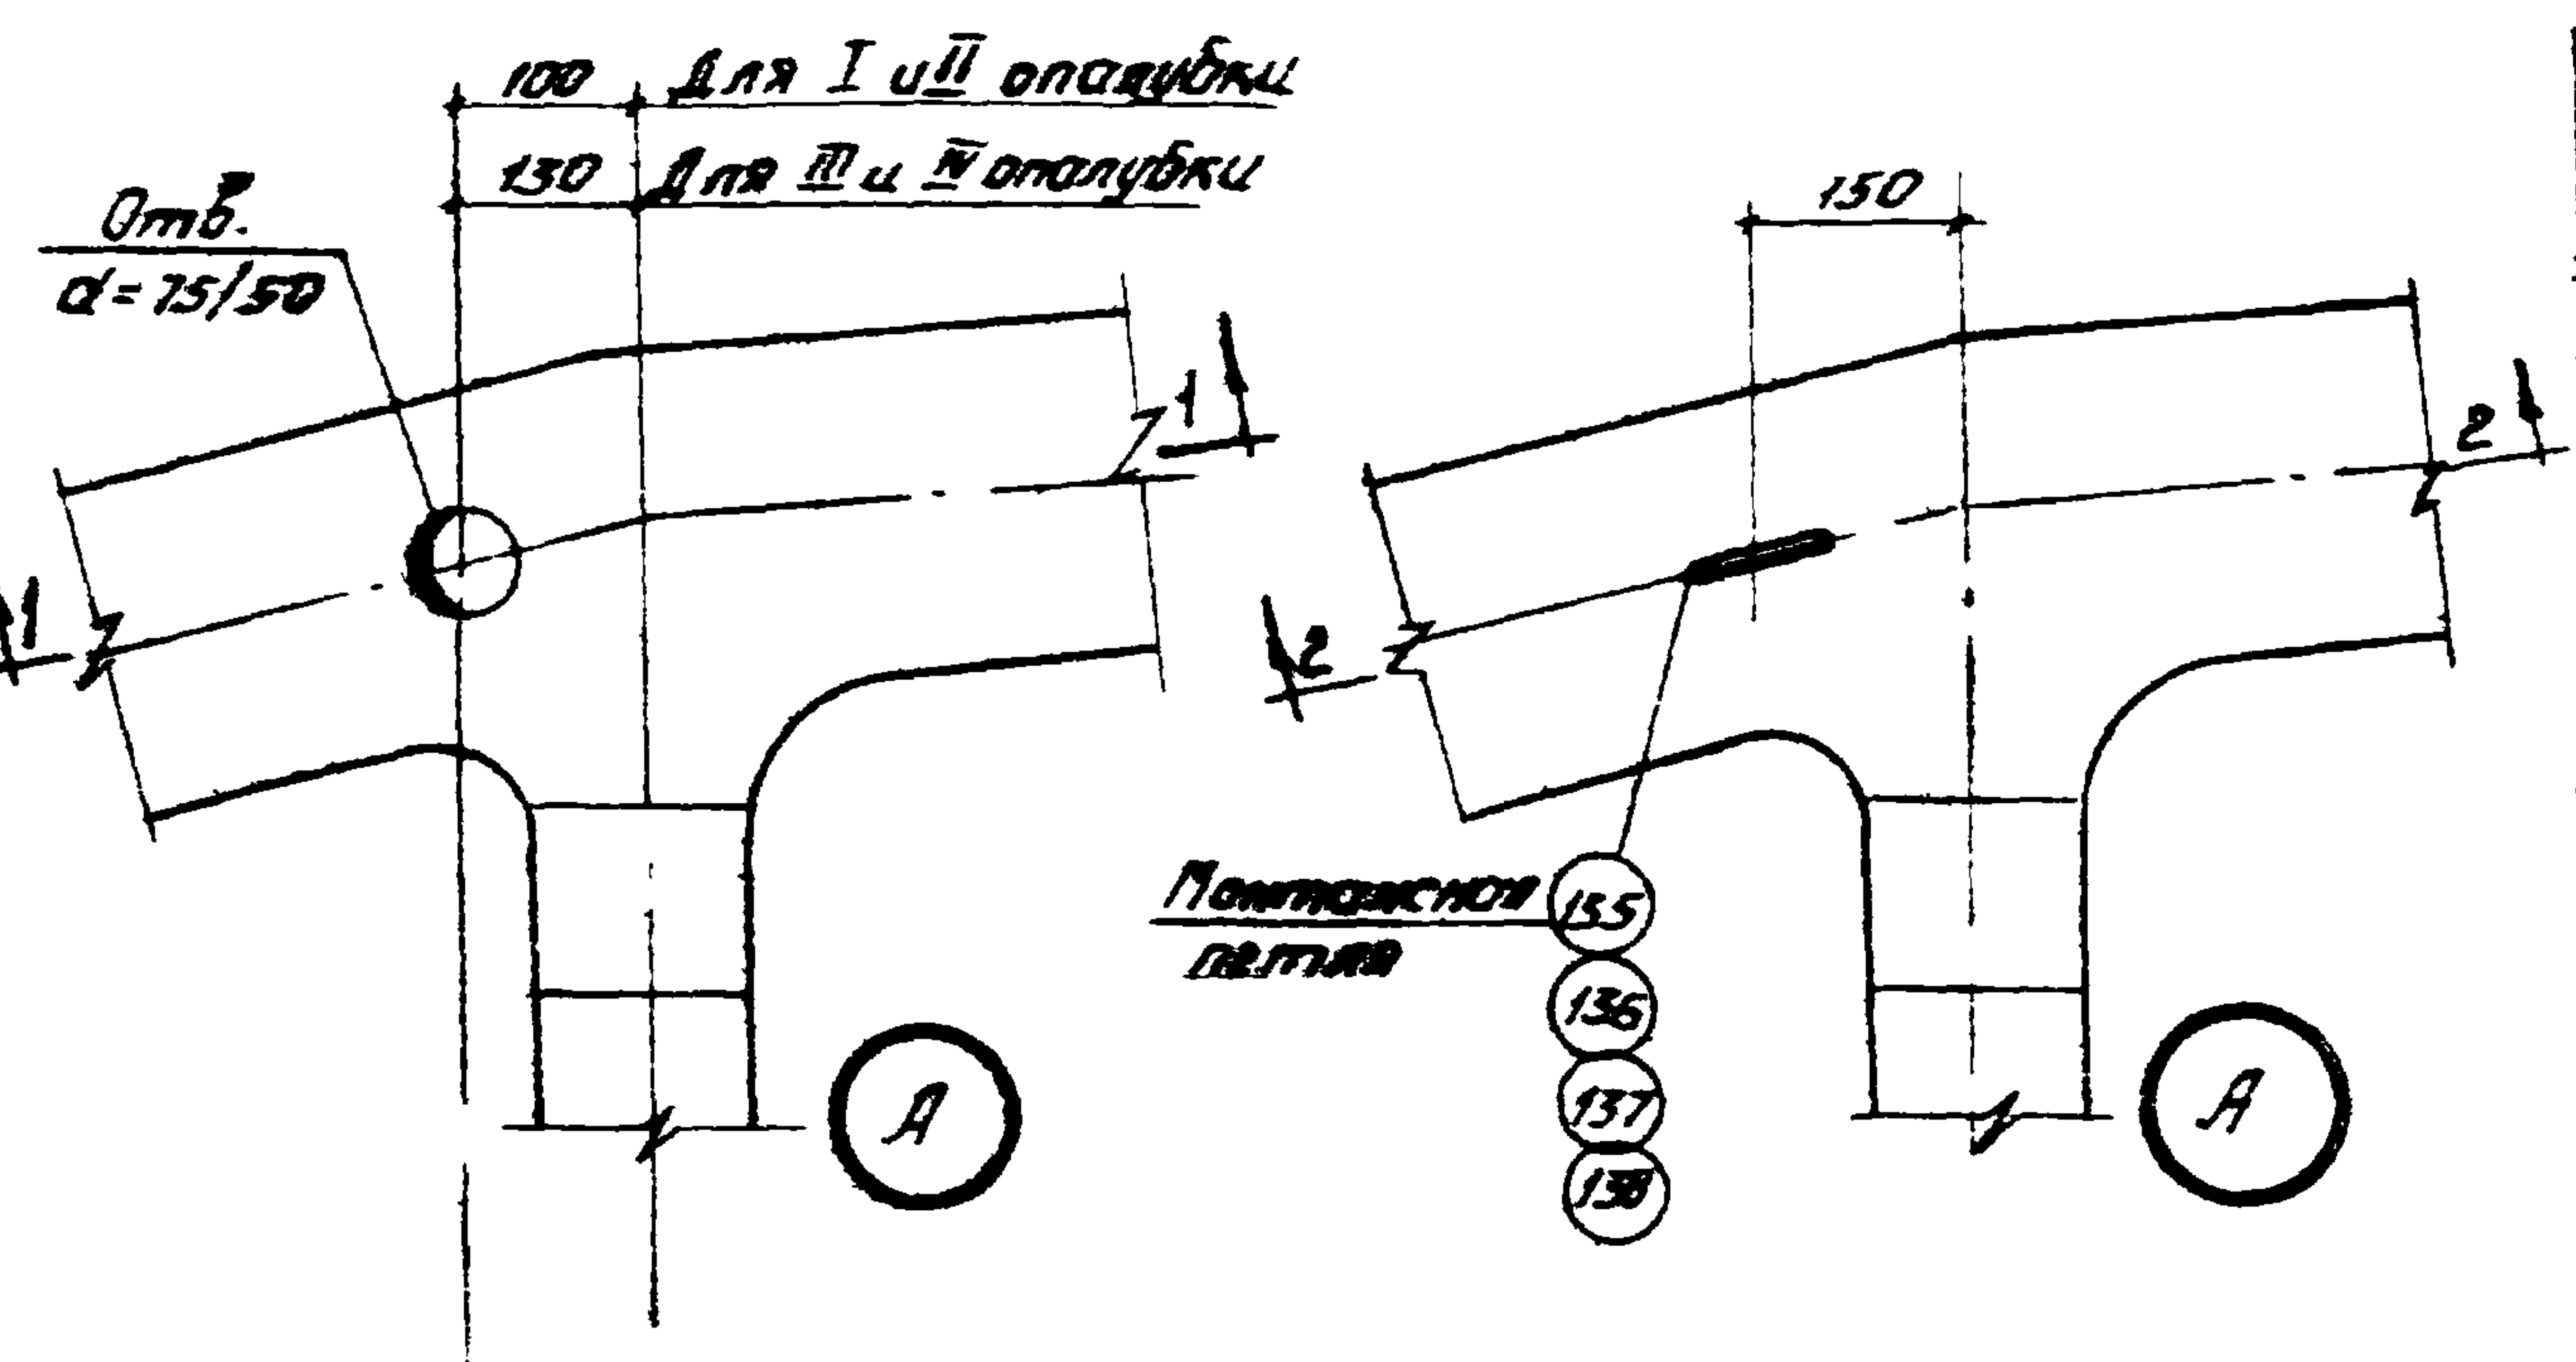 100 Для I и II опалубки
130 Для III и IV опалубки
Отв.
d=75/50
150
1
1
2
2
Монтажная
петля
135
136
137
138
А
А